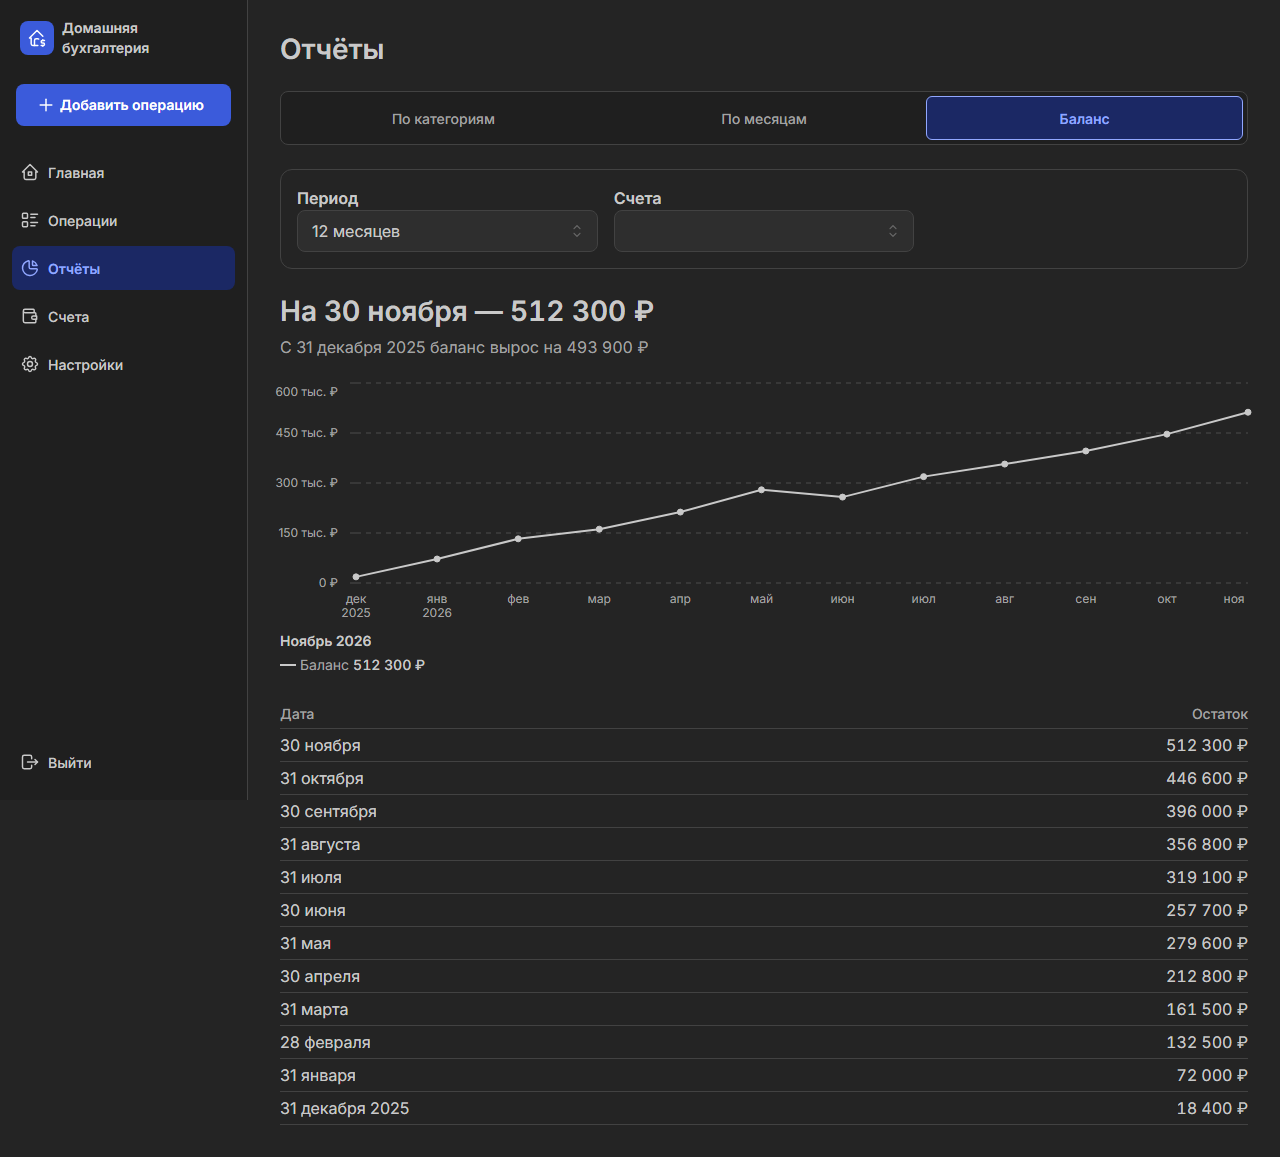 Домашняя
бухгалтерия
Добавить операцию
Главная
Операции
Отчёты
Счета
Настройки
Выйти
Отчёты
По категориям
По месяцам
Баланс
Период
Счета
12 месяцев
На 30 ноября — 512 300 ₽
С 31 декабря 2025 баланс вырос на 493 900 ₽
600 тыс. ₽
450 тыс. ₽
300 тыс. ₽
150 тыс. ₽
0 ₽
дек 2025
янв 2026
фев
мар
апр
май
июн
июл
авг
сен
окт
ноя
Ноябрь 2026
Баланс 512 300 ₽
Дата Остаток
30 ноября 512 300 ₽
31 октября 446 600 ₽
30 сентября 396 000 ₽
31 августа 356 800 ₽
31 июля 319 100 ₽
30 июня 257 700 ₽
31 мая 279 600 ₽
30 апреля 212 800 ₽
31 марта 161 500 ₽
28 февраля 132 500 ₽
31 января 72 000 ₽
31 декабря 2025 18 400 ₽